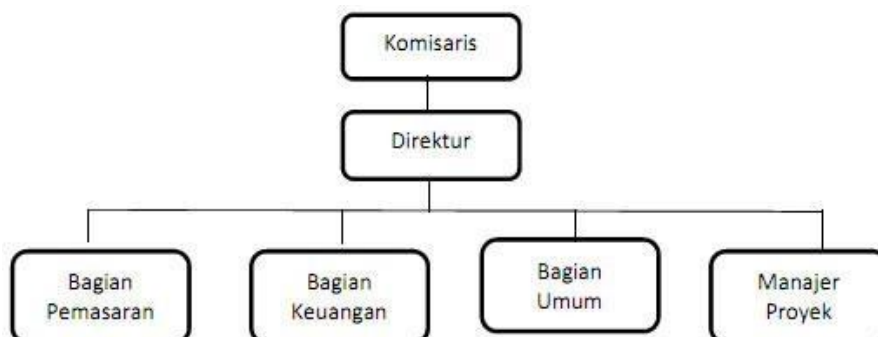 Komisaris
Direktur
Bagian
Pemasaran
Bagian
Keuangan
Bagian
Umum
Manajer
Proyek